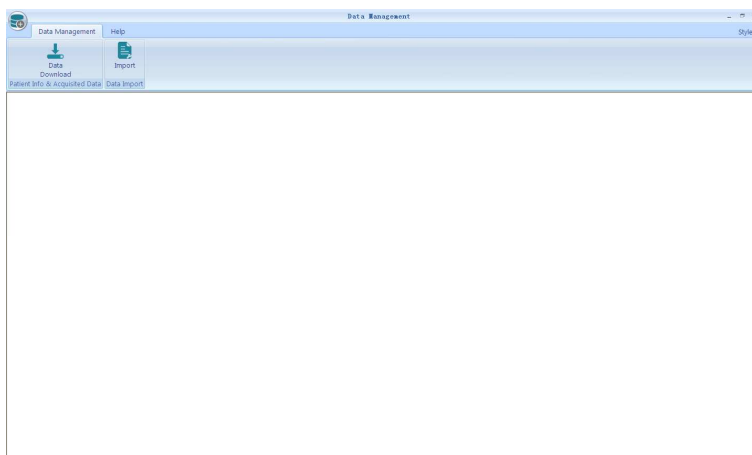 Data Management
Data Management Help Style
Data Download Import
Patient Info & Acquisited Data Data Import